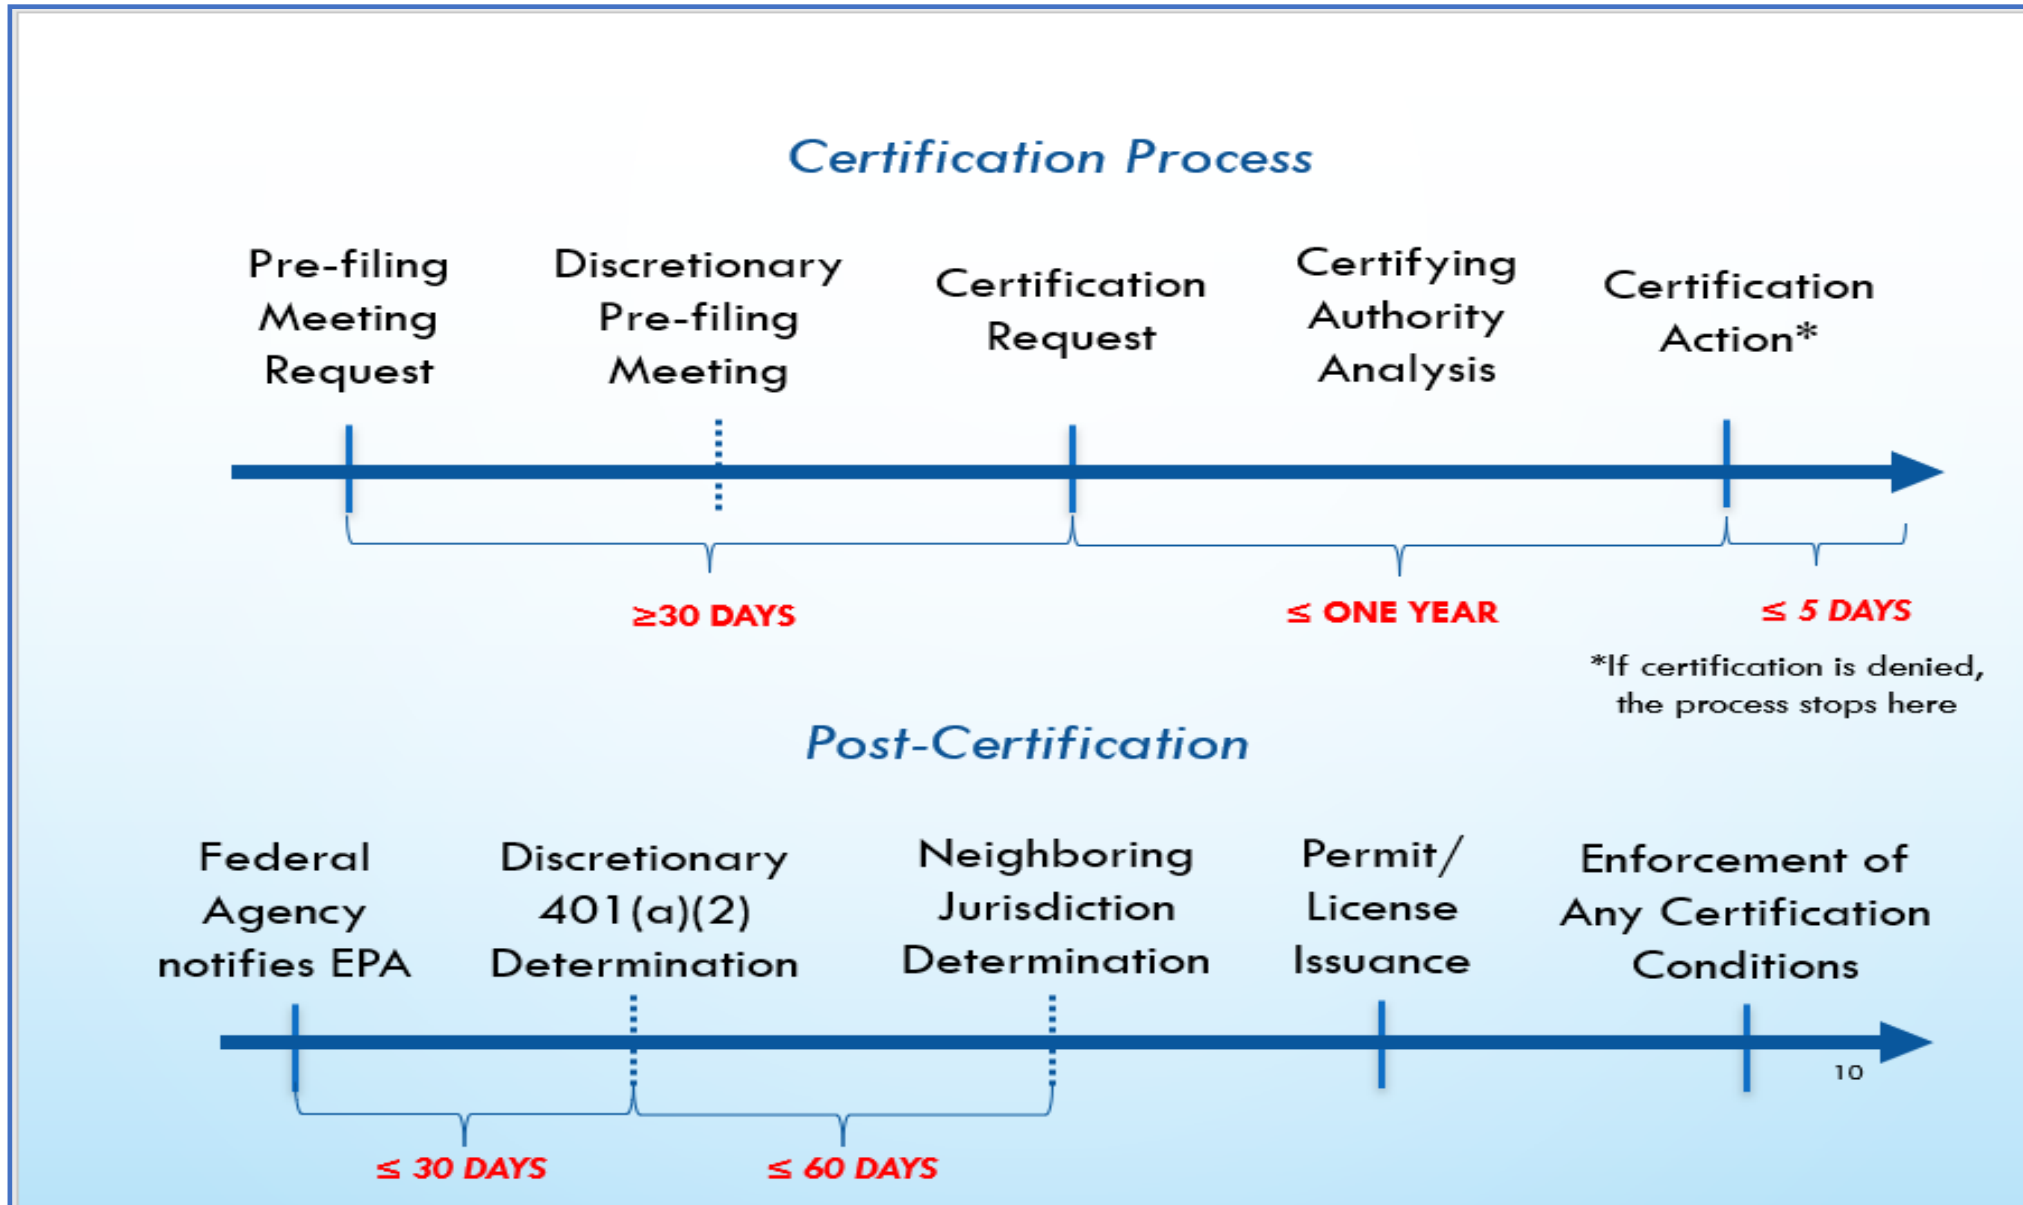 Certification Process
Pre-filing
Meeting
Request
Discretionary
Pre-filing
Meeting
Certification
Request
Certifying
Authority
Analysis
Certification
Action*
≥30 DAYS
≤ ONE YEAR
≤ 5 DAYS
*If certification is denied,
the process stops here
Post-Certification
Federal
Agency
notifies EPA
Discretionary
401(a)(2)
Determination
Neighboring
Jurisdiction
Determination
Permit/
License
Issuance
Enforcement of
Any Certification
Conditions
10
≤ 30 DAYS
≤ 60 DAYS